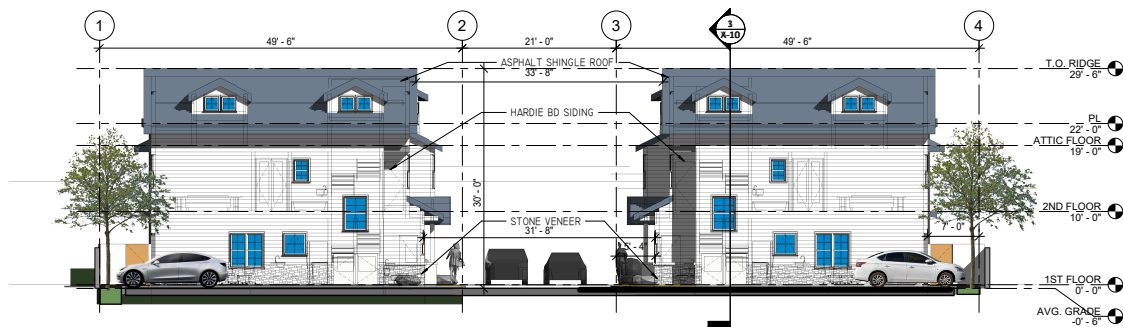 1
2
3
4
3
A-10
49' - 6"
21' - 0"
49' - 6"
ASPHALT SHINGLE ROOF
33' - 8"
HARDIE BD SIDING
30' - 0"
STONE VENEER
31' - 8"
7' - 0"
T.O. RIDGE
29' - 6"
PL
22' - 0"
ATTIC FLOOR
19' - 0"
2ND FLOOR
10' - 0"
1ST FLOOR
0' - 0"
AVG. GRADE
-0' - 6"